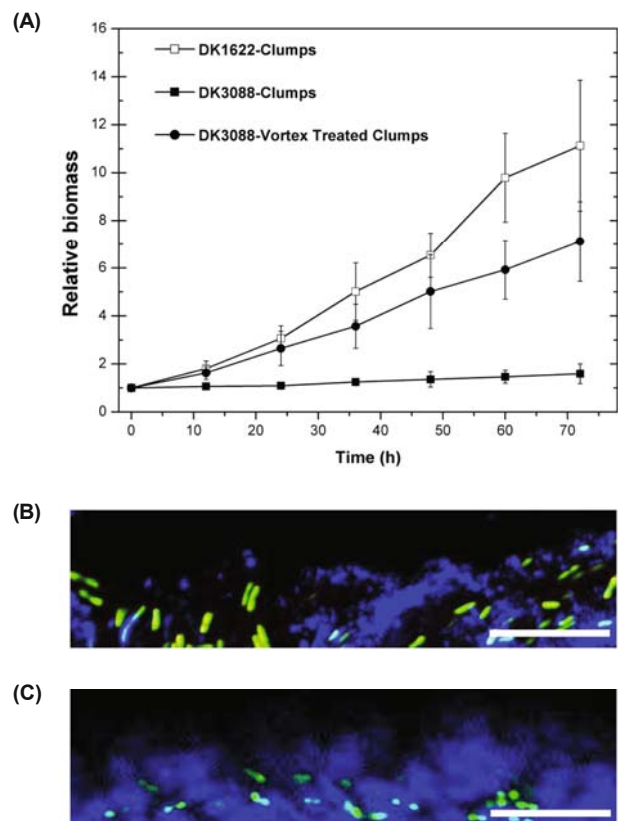 (A)
16
14
12
10
8
6
4
2
0
Relative biomass
DK1622-Clumps
DK3088-Clumps
DK3088-Vortex Treated Clumps
0 10 20 30 40 50 60 70
Time (h)
(B)
(C)